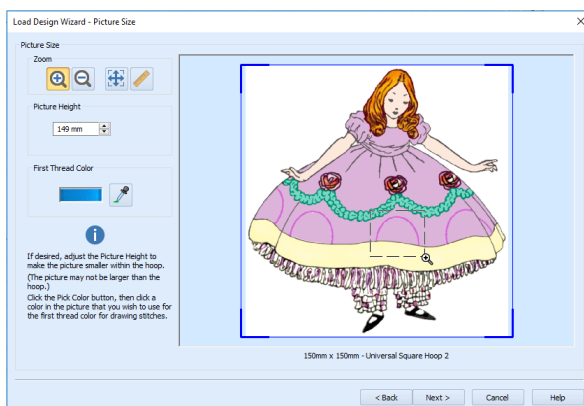 Load Design Wizard - Picture Size
Picture Size
Zoom
Picture Height
149 mm
First Thread Color
If desired, adjust the Picture Height to
make the picture smaller within the hoop.
(The picture may not be larger than the
hoop.)
Click the Pick Color button, then click a
color in the picture that you wish to use for
the first thread color for drawing stitches.
150mm x 150mm - Universal Square Hoop 2
< Back Next > Cancel Help